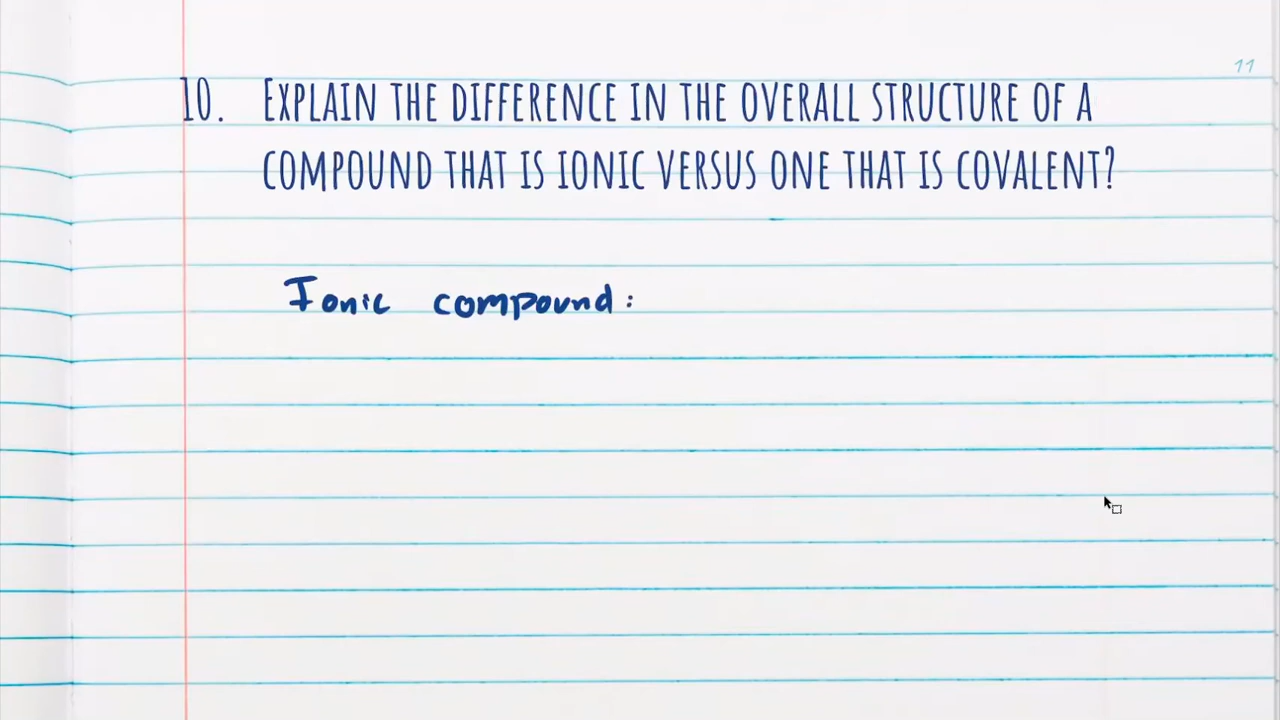 11
10. EXPLAIN THE DIFFERENCE IN THE OVERALL STRUCTURE OF A
COMPOUND THAT IS IONIC VERSUS ONE THAT IS COVALENT?
Ionic compound: